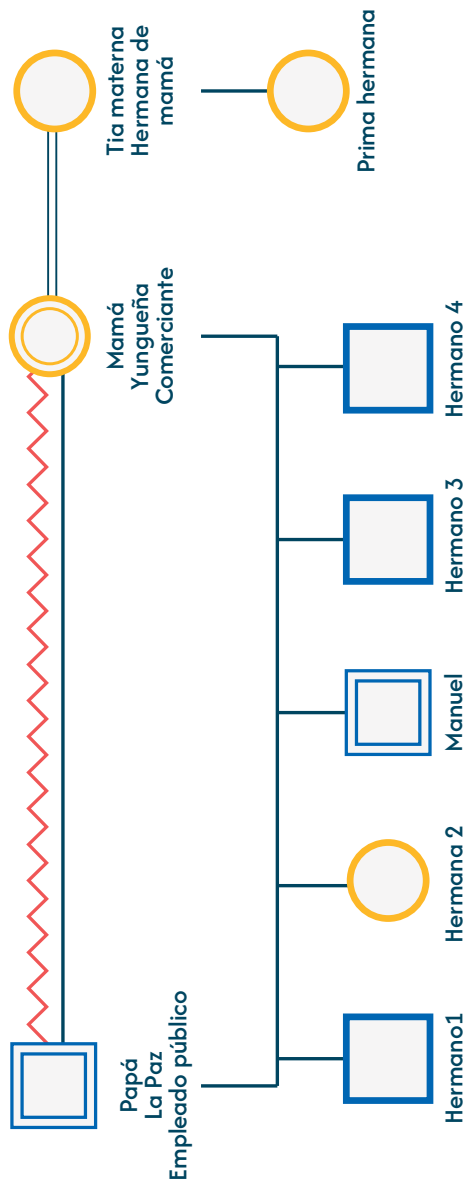 Papá
La Paz
Empleado público
Mamá
Yungueña
Comerciante
Tia materna
Hermana de
mamá
Hermano1
Hermana 2
Manuel
Hermano 3
Hermano 4
Prima hermana